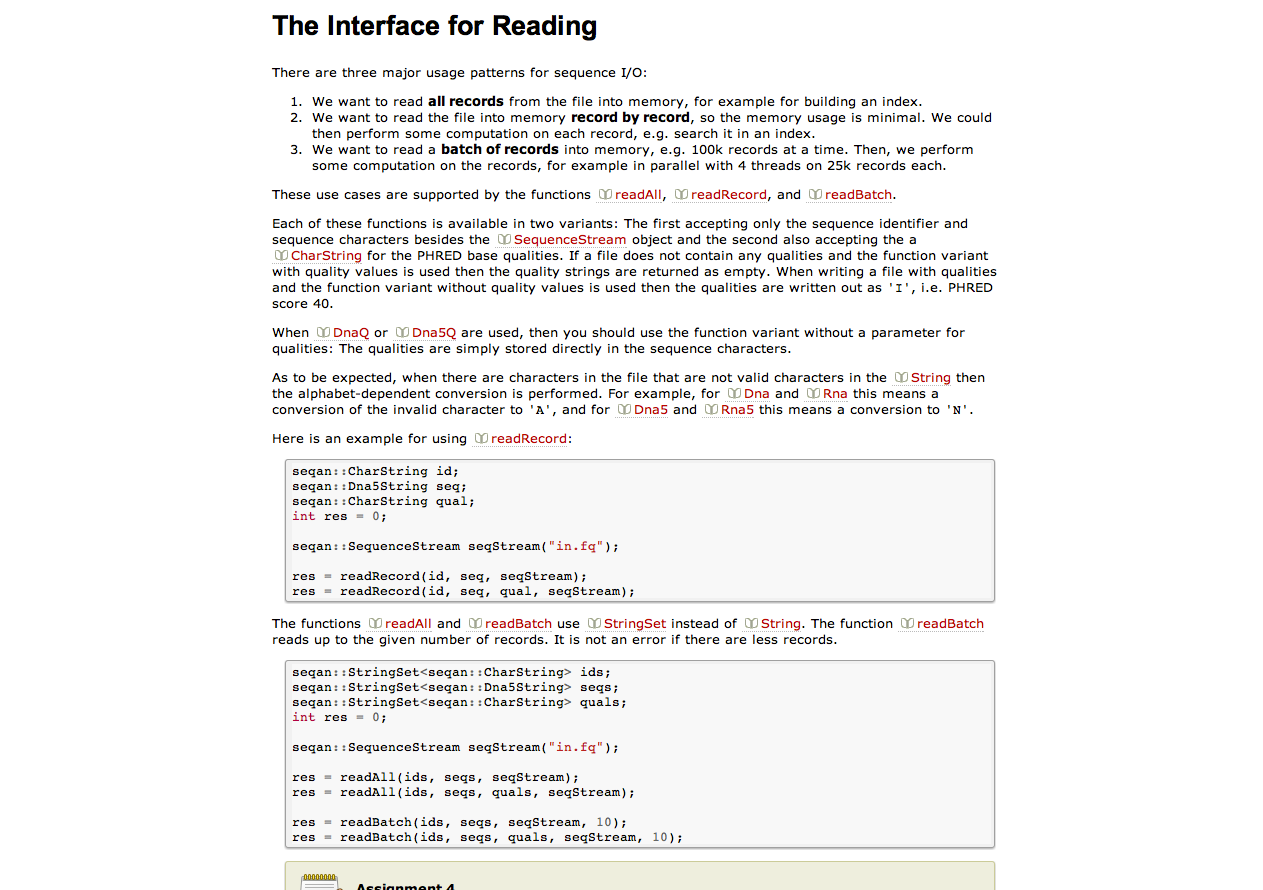 The Interface for Reading
There are three major usage patterns for sequence I/O:
1. We want to read all records from the file into memory, for example for building an index.
2. We want to read the file into memory record by record, so the memory usage is minimal. We could
then perform some computation on each record, e.g. search it in an index.
3. We want to read a batch of records into memory, e.g. 100k records at a time. Then, we perform
some computation on the records, for example in parallel with 4 threads on 25k records each.
These use cases are supported by the functions readAll, readRecord, and readBatch.
Each of these functions is available in two variants: The first accepting only the sequence identifier and
sequence characters besides the SequenceStream object and the second also accepting the a
CharString for the PHRED base qualities. If a file does not contain any qualities and the function variant
with quality values is used then the quality strings are returned as empty. When writing a file with qualities
and the function variant without quality values is used then the qualities are written out as 'I', i.e. PHRED
score 40.
When DnaQ or Dna5Q are used, then you should use the function variant without a parameter for
qualities: The qualities are simply stored directly in the sequence characters.
As to be expected, when there are characters in the file that are not valid characters in the String then
the alphabet-dependent conversion is performed. For example, for Dna and Rna this means a
conversion of the invalid character to 'A', and for Dna5 and Rna5 this means a conversion to 'N'.
Here is an example for using readRecord:
seqan::CharString id;
seqan::Dna5String seq;
seqan::CharString qual;
int res = 0;
seqan::SequenceStream seqStream("in.fq");
res = readRecord(id, seq, seqStream);
res = readRecord(id, seq, qual, seqStream);
The functions readAll and readBatch use StringSet instead of String. The function readBatch
reads up to the given number of records. It is not an error if there are less records.
seqan::StringSet<seqan::CharString> ids;
seqan::StringSet<seqan::Dna5String> seqs;
seqan::StringSet<seqan::CharString> quals;
int res = 0;
seqan::SequenceStream seqStream("in.fq");
res = readAll(ids, seqs, seqStream);
res = readAll(ids, seqs, quals, seqStream);
res = readBatch(ids, seqs, seqStream, 10);
res = readBatch(ids, seqs, quals, seqStream, 10);
Assignment 4